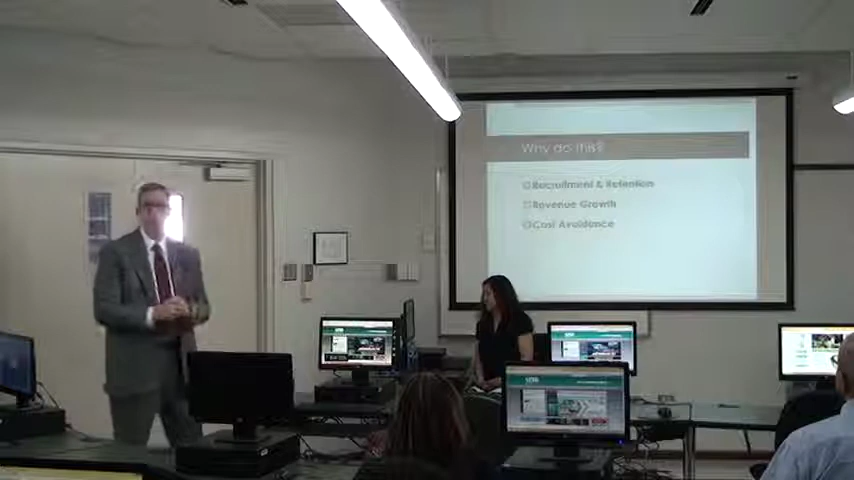 Why do this?
Recruitment & Retention
Revenue Growth
Cost Avoidance